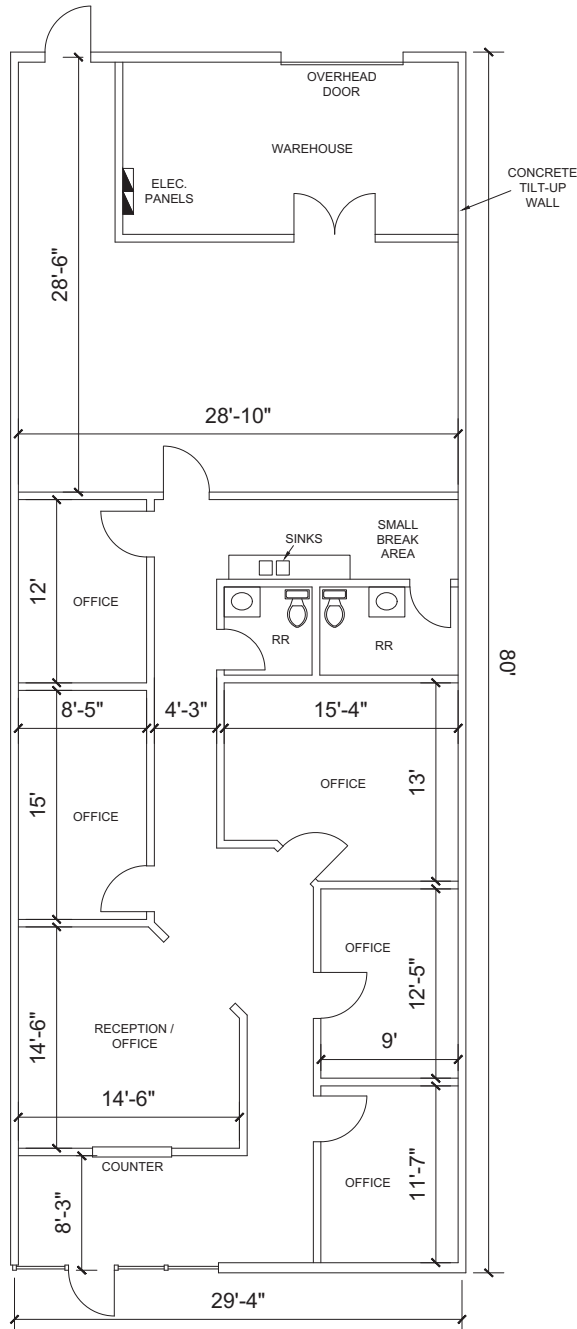 OVERHEAD
DOOR
WAREHOUSE
ELEC.
PANELS
CONCRETE
TILT-UP
WALL
28'-6"
28'-10"
SINKS
SMALL
BREAK
AREA
12'
OFFICE
RR
RR
80'
8'-5"
4'-3"
15'-4"
15'
OFFICE
OFFICE
13'
OFFICE
12'-5"
14'-6"
RECEPTION /
OFFICE
9'
14'-6"
COUNTER
8'-3"
OFFICE
11'-7"
29'-4"